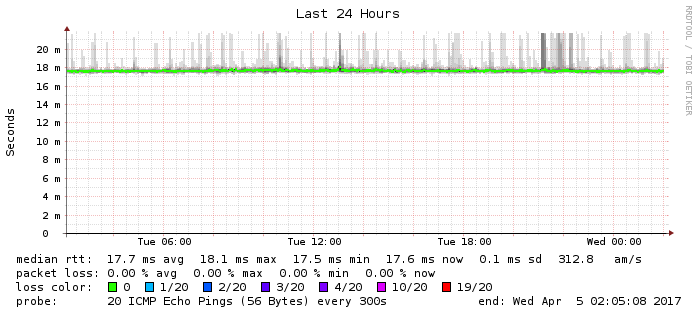 Last 24 Hours
RRDTOOL / TOBI OETIKER
Seconds
20 m
18 m
16 m
14 m
12 m
10 m
8 m
6 m
4 m
2 m
0
Tue 06:00 Tue 12:00 Tue 18:00 Wed 00:00
median rtt: 17.7 ms avg 18.1 ms max 17.5 ms min 17.6 ms now 0.1 ms sd 312.8 am/s
packet loss: 0.00 % avg 0.00 % max 0.00 % min 0.00 % now
loss color: 0 1/20 2/20 3/20 4/20 10/20 19/20
probe: 20 ICMP Echo Pings (56 Bytes) every 300s end: Wed Apr 5 02:05:08 2017